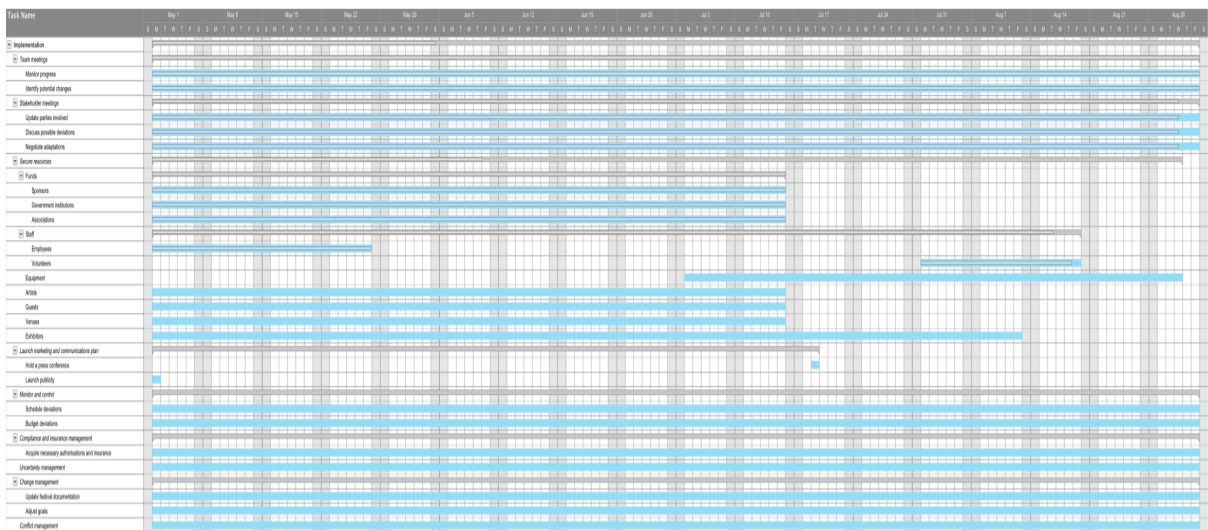 Task Name May 1 May 8 May 15 May 22 May 29 Jun 5 Jun 12 Jun 19 Jun 26 Jul 3 Jul 10 Jul 17 Jul 24 Jul 31 Aug 7 Aug 14 Aug 21 Aug 28
S M T W T F S S M T W T F S S M T W T F S S M T W T F S S M T W T F S S M T W T F S S M T W T F S S M T W T F S S M T W T F S S M T W T F S S M T W T F S S M T W T F S S M T W T F S S M T W T F S S M T W T F S S M T W T F S S M T W T F S S M T W T F S
Implementation
Team meetings
Monitor progress
Identify potential changes
Stakeholder meetings
Update parties involved
Discuss possible deviations
Negotiate adaptations
Secure resources
Funds
Sponsors
Government institutions
Associations
Staff
Employees
Volunteers
Equipment
Artists
Guests
Venues
Exhibitors
Launch marketing and communications plan
Hold a press conference
Launch publicity
Monitor and control
Schedule deviations
Budget deviations
Compliance and insurance management
Acquire necessary authorisations and insurance
Uncertainty management
Change management
Update festival documentation
Adjust goals
Conflict management